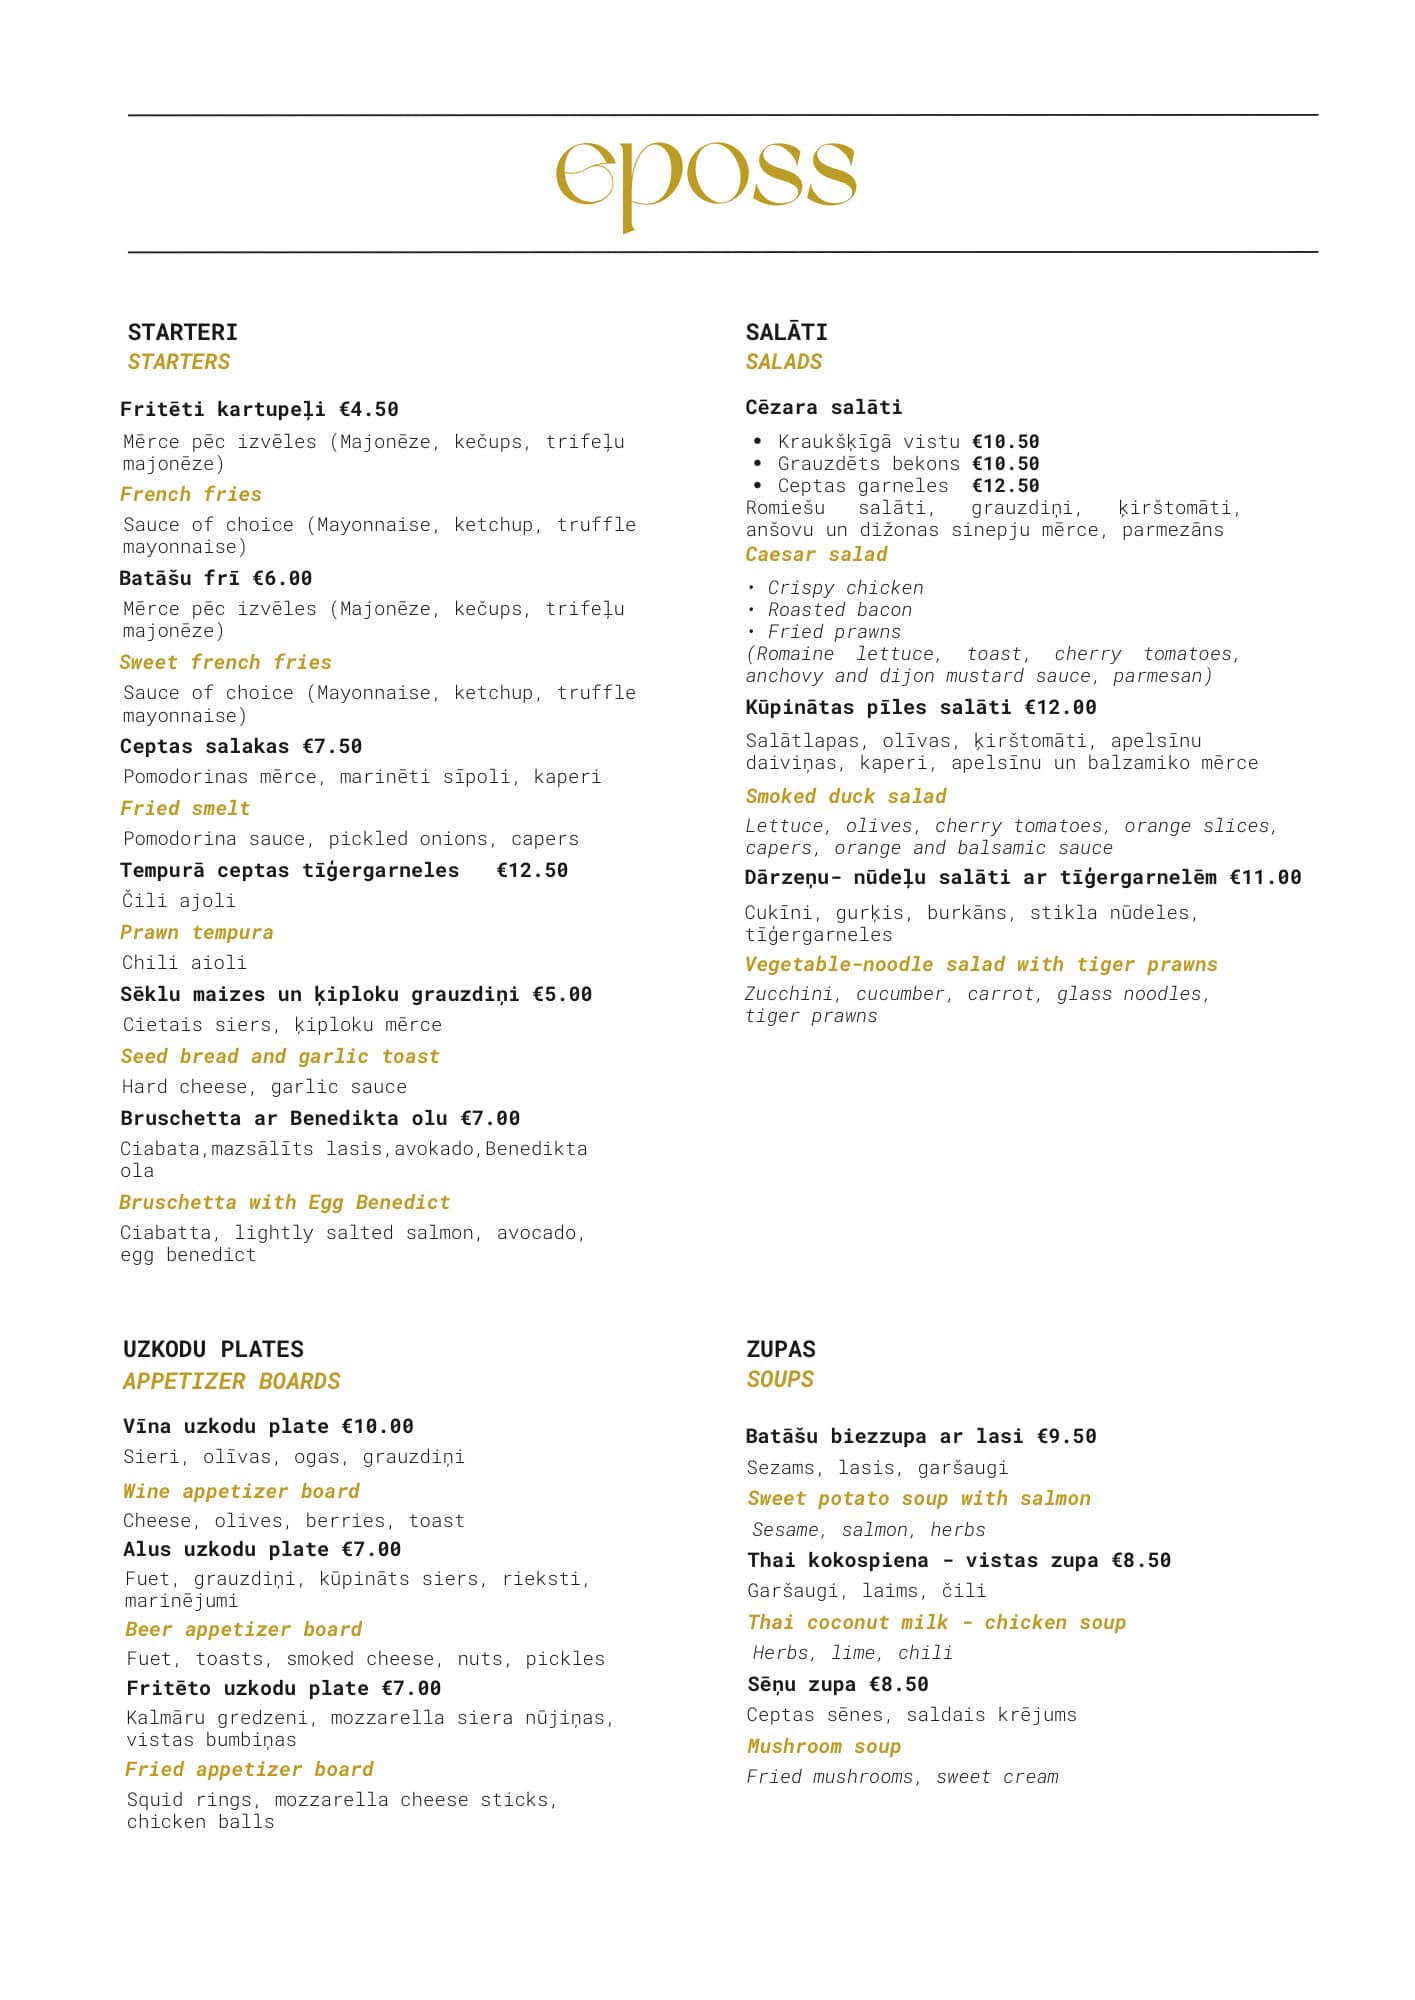 eposs
STARTERI
STARTERS
Fritēti kartupeļi €4.50
Mērce pēc izvēles (Majonēze, kečups, trifeļu
majonēze)
French fries
Sauce of choice (Mayonnaise, ketchup, truffle
mayonnaise)
Batāšu frī €6.00
Mērce pēc izvēles (Majonēze, kečups, trifeļu
majonēze)
Sweet french fries
Sauce of choice (Mayonnaise, ketchup, truffle
mayonnaise)
Ceptas salakas €7.50
Pomodorinas mērce, marinēti sīpoli, kaperi
Fried smelt
Pomodorina sauce, pickled onions, capers
Tempurā ceptas tīģergarneles €12.50
Čili ajoli
Prawn tempura
Chili aioli
Sēklu maizes un ķiploku grauzdiņi €5.00
Cietais siers, ķiploku mērce
Seed bread and garlic toast
Hard cheese, garlic sauce
Bruschetta ar Benedikta olu €7.00
Ciabata,mazsālīts lasis,avokado,Benedikta
ola
Bruschetta with Egg Benedict
Ciabatta, lightly salted salmon, avocado,
egg benedict
SALĀTI
SALADS
Cēzara salāti
• Kraukšķīgā vistu €10.50
• Grauzdēts bekons €10.50
• Ceptas garneles €12.50
Romiešu salāti, grauzdiņi, ķirštomāti,
anšovu un dižonas sinepju mērce, parmezāns
Caesar salad
• Crispy chicken
• Roasted bacon
• Fried prawns
(Romaine lettuce, toast, cherry tomatoes,
anchovy and dijon mustard sauce, parmesan)
Kūpinātas pīles salāti €12.00
Salātlapas, olīvas, ķirštomāti, apelsīnu
daiviņas, kaperi, apelsīnu un balzamiko mērce
Smoked duck salad
Lettuce, olives, cherry tomatoes, orange slices,
capers, orange and balsamic sauce
Dārzeņu- nūdeļu salāti ar tīģergarnelēm €11.00
Cukīni, gurķis, burkāns, stikla nūdeles,
tīģergarneles
Vegetable-noodle salad with tiger prawns
Zucchini, cucumber, carrot, glass noodles,
tiger prawns
UZKODU PLATES
APPETIZER BOARDS
Vīna uzkodu plate €10.00
Sieri, olīvas, ogas, grauzdiņi
Wine appetizer board
Cheese, olives, berries, toast
Alus uzkodu plate €7.00
Fuet, grauzdiņi, kūpināts siers, rieksti,
marinējumi
Beer appetizer board
Fuet, toasts, smoked cheese, nuts, pickles
Fritēto uzkodu plate €7.00
Kalmāru gredzeni, mozzarella siera nūjiņas,
vistas bumbiņas
Fried appetizer board
Squid rings, mozzarella cheese sticks,
chicken balls
ZUPAS
SOUPS
Batāšu biezzupa ar lasi €9.50
Sezams, lasis, garšaugi
Sweet potato soup with salmon
Sesame, salmon, herbs
Thai kokospiena - vistas zupa €8.50
Garšaugi, laims, čili
Thai coconut milk - chicken soup
Herbs, lime, chili
Sēņu zupa €8.50
Ceptas sēnes, saldais krējums
Mushroom soup
Fried mushrooms, sweet cream